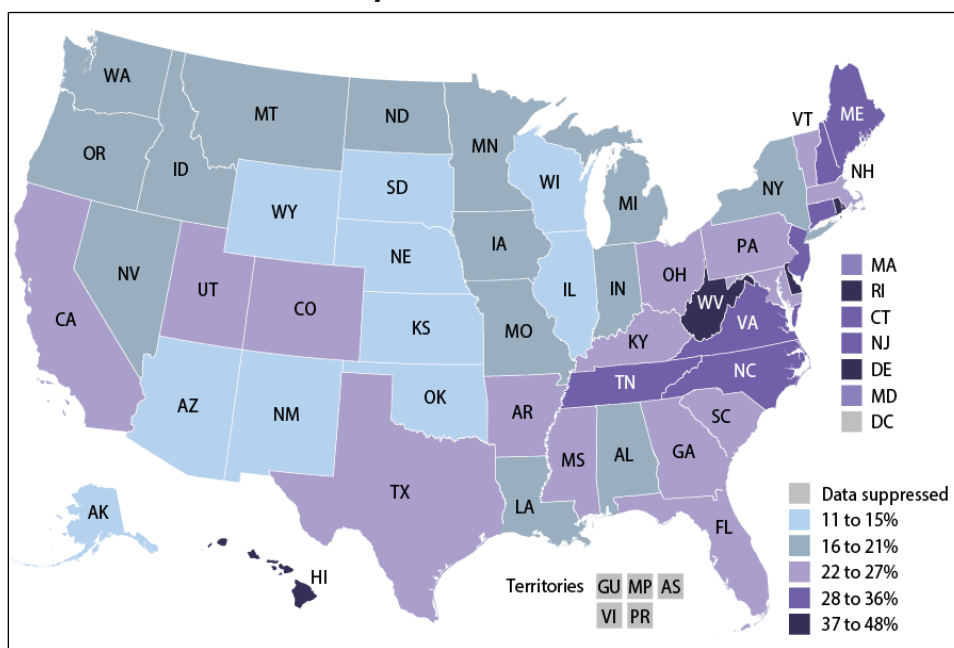 WA
MT
ND
MN
VT
ME
OR
ID
SD
WI
NY
NH
WY
MI
IA
NE
PA
NV
IL
IN
OH
MA
UT
CO
WV
RI
CA
KS
MO
VA
CT
KY
NJ
TN
NC
DE
OK
AZ
NM
AR
SC
MD
DC
MS
AL
GA
TX
LA
AK
FL
HI
Data suppressed
11 to 15%
16 to 21%
22 to 27%
28 to 36%
37 to 48%
Territories GU MP AS
VI PR